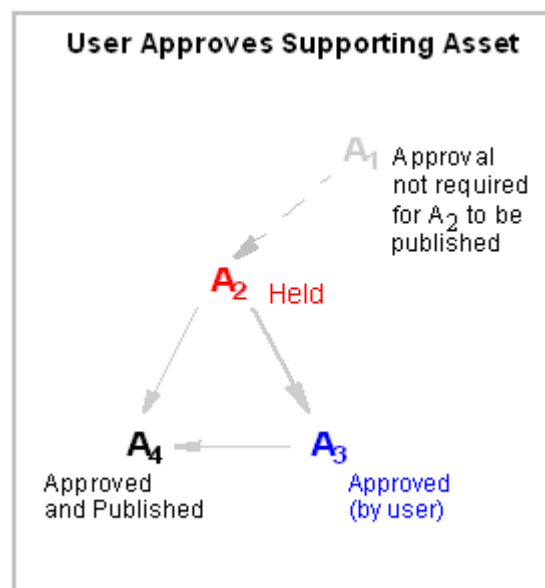 User Approves Supporting Asset
A₁
Approval
not required
for A₂ to be
published
A₂ Held
A₄
A₃
Approved
and Published
Approved
(by user)